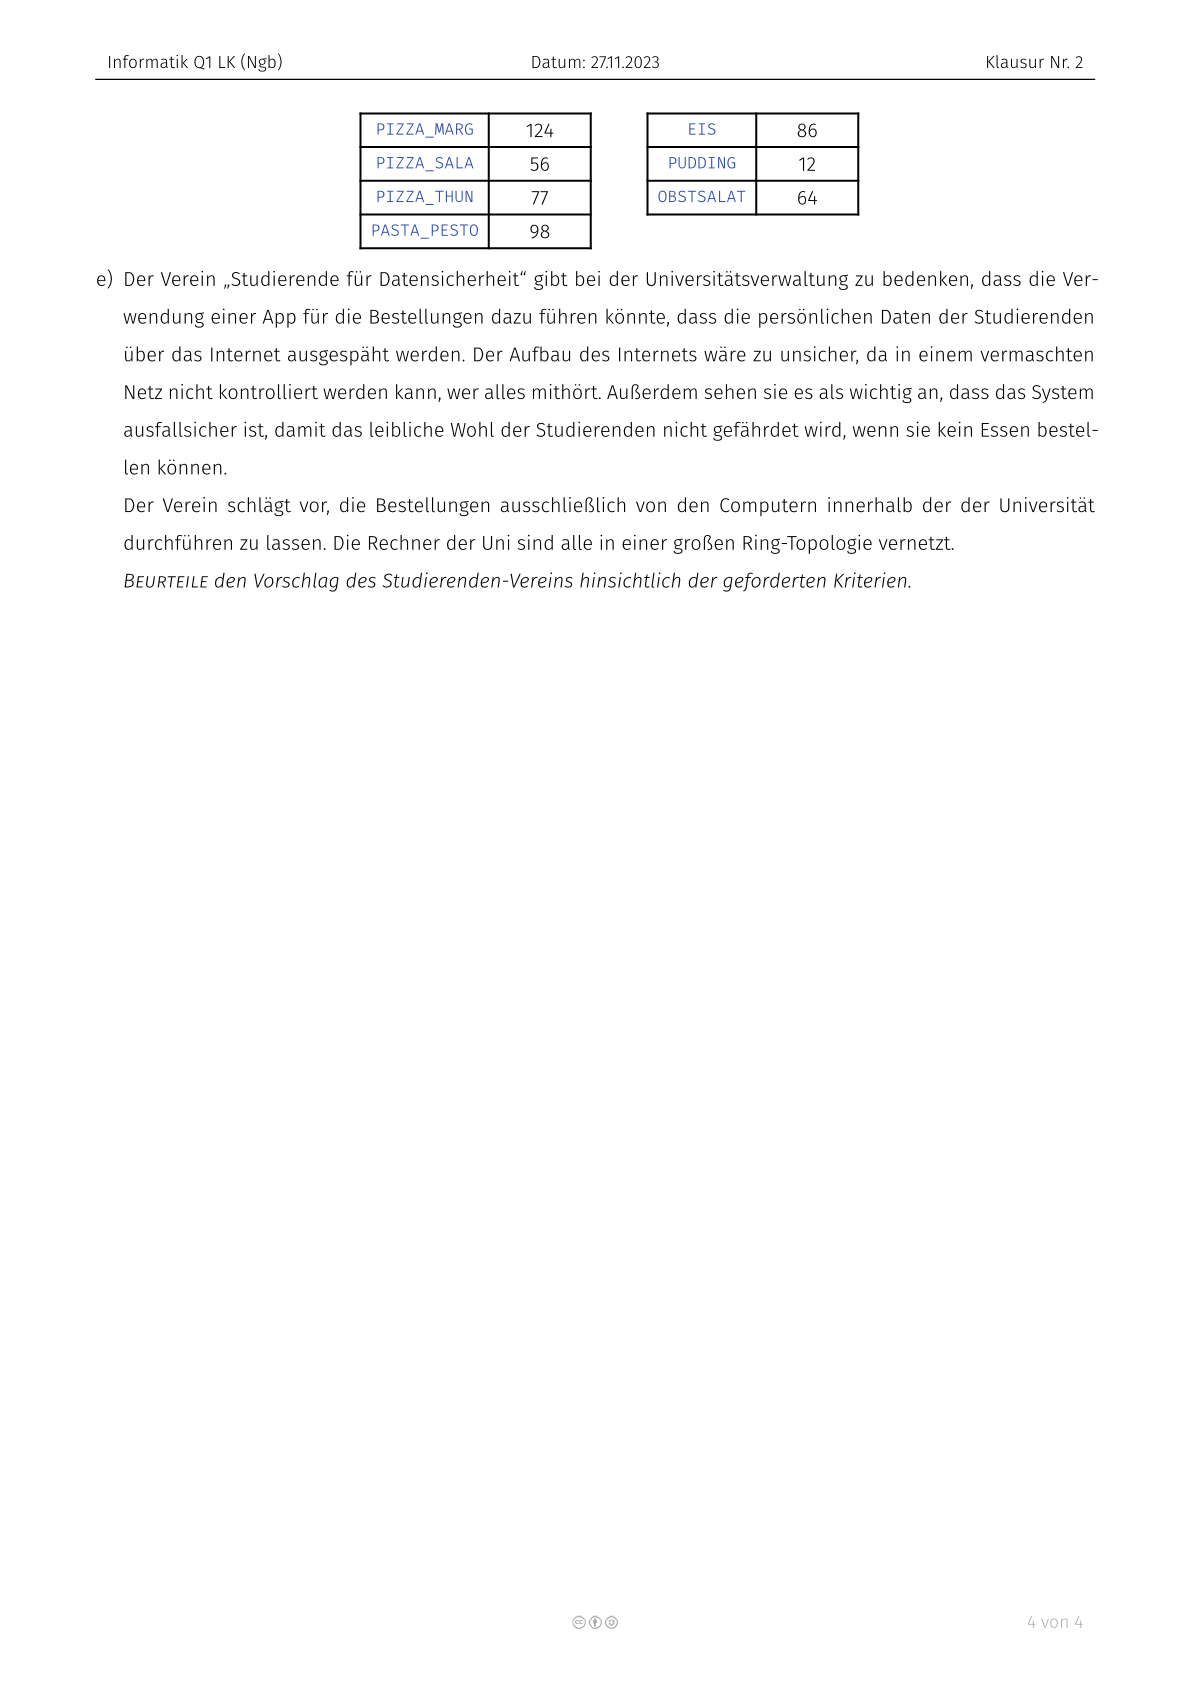 Informatik Q1 LK (Ngb) Datum: 27.11.2023 Klausur Nr. 2
PIZZA_MARG 124 EIS 86
PIZZA_SALA 56 PUDDING 12
PIZZA_THUN 77 OBSTSALAT 64
PASTA_PESTO 98
e) Der Verein „Studierende für Datensicherheit“ gibt bei der Universitätsverwaltung zu bedenken, dass die Ver-
wendung einer App für die Bestellungen dazu führen könnte, dass die persönlichen Daten der Studierenden
über das Internet ausgespäht werden. Der Aufbau des Internets wäre zu unsicher, da in einem vermaschten
Netz nicht kontrolliert werden kann, wer alles mithört. Außerdem sehen sie es als wichtig an, dass das System
ausfallsicher ist, damit das leibliche Wohl der Studierenden nicht gefährdet wird, wenn sie kein Essen bestel-
len können.
Der Verein schlägt vor, die Bestellungen ausschließlich von den Computern innerhalb der der Universität
durchführen zu lassen. Die Rechner der Uni sind alle in einer großen Ring-Topologie vernetzt.
BEURTEILE den Vorschlag des Studierenden-Vereins hinsichtlich der geforderten Kriterien.
4 von 4